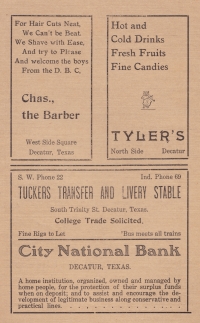 For Hair Cuts Neat,
We Can't be Beat.
We Shave with Ease,
And try to Please
And welcome the boys
From the D. B. C.
Chas.,
the Barber
West Side Square
Decatur, Texas
Hot and
Cold Drinks
Fresh Fruits
Fine Candies
TYLER'S
North Side Decatur
S. W. Phone 22 Ind. Phone 69
TUCKERS TRANSFER AND LIVERY STABLE
South Trinity St. Decatur, Texas.
College Trade Solicited.
Fine Rigs to Let 'Bus meets all trains
City National Bank
DECATUR, TEXAS.
A home institution, organized, owned and managed by
home people, for the protection of their surplus funds
when on deposit; and to assist and encourage the de-
velopment of legitimate business along conservative and
practical lines. . . . . . . . . .